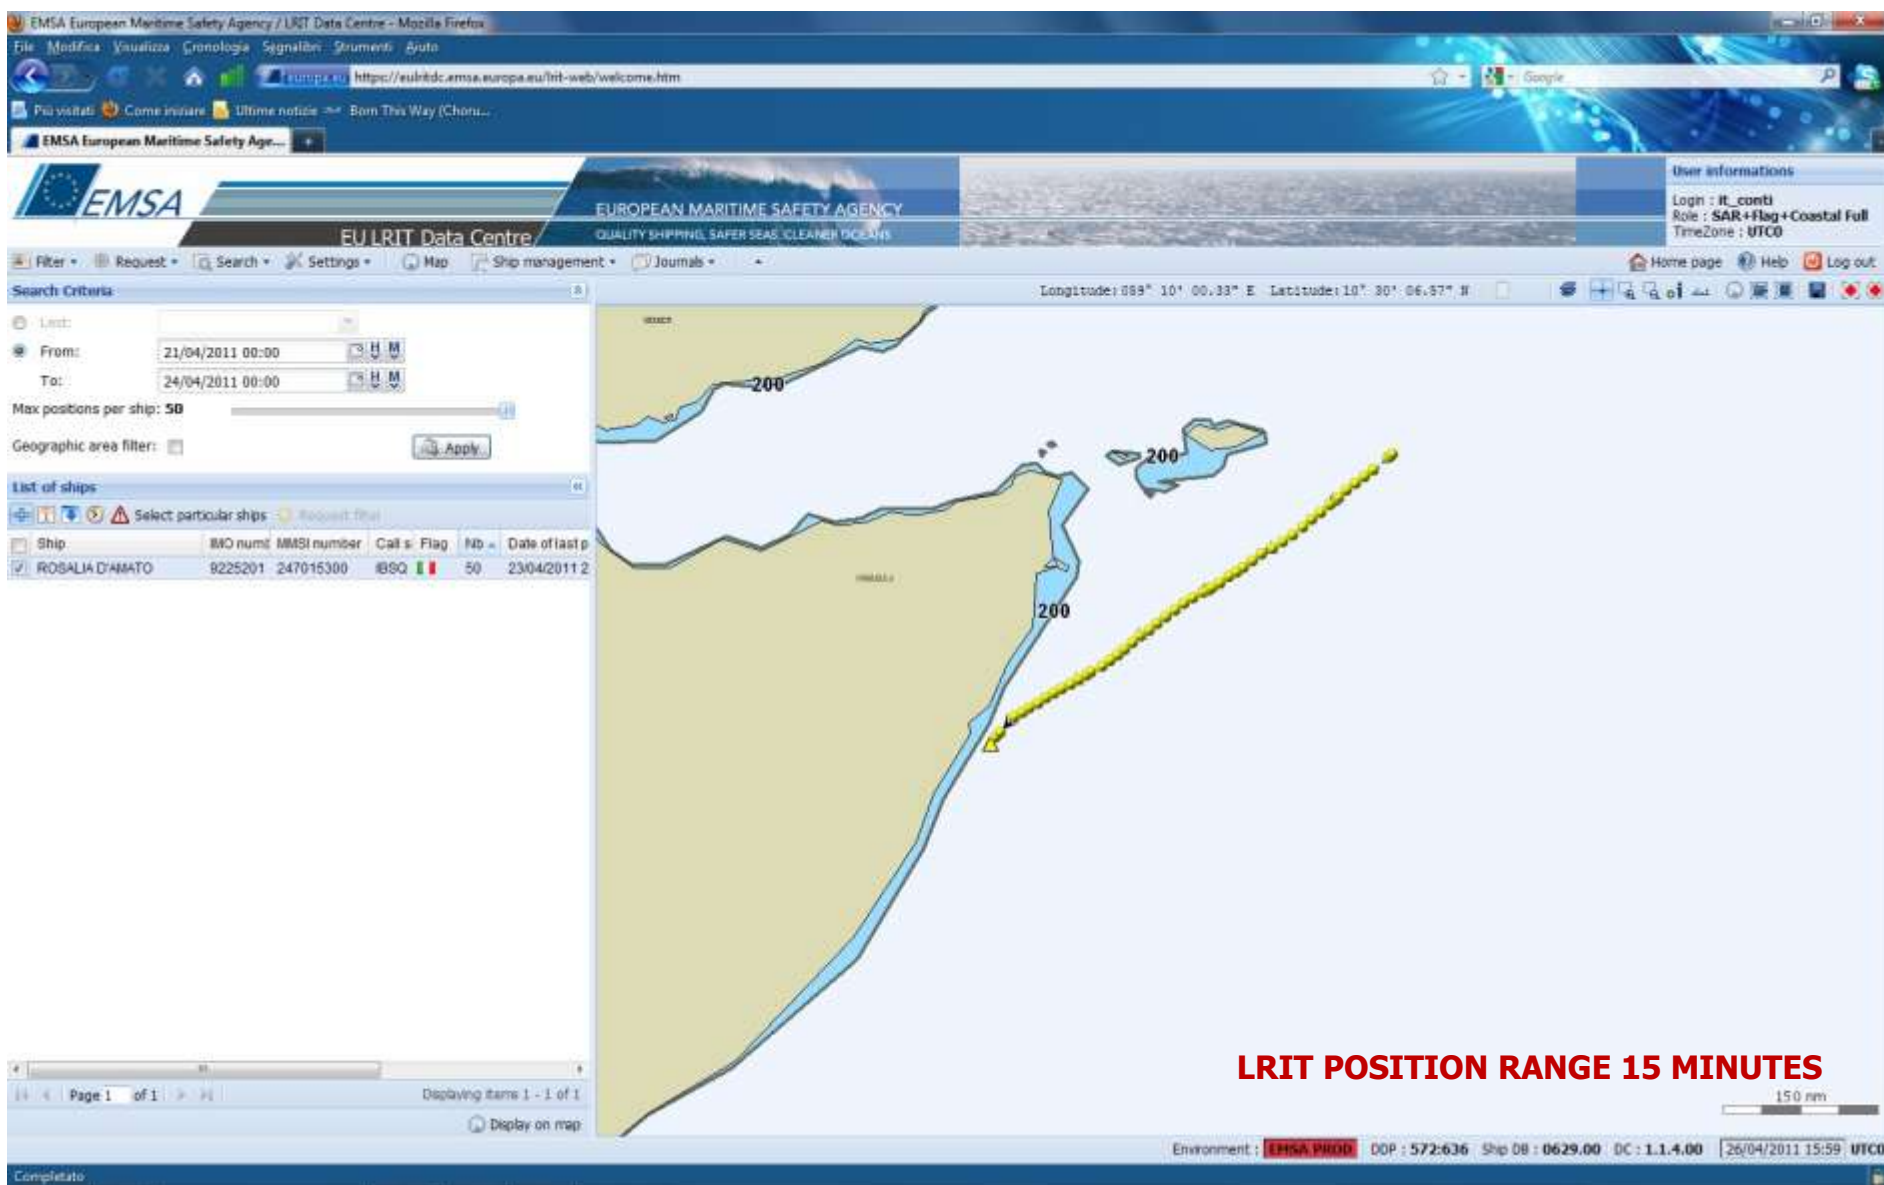 EMSA European Maritime Safety Agency / LRIT Data Centre - Mozilla Firefox
File Modifica Visualizza Cronologia Segnalibri Strumenti Aiuto
europa.eu https://eulritdc.emsa.europa.eu/lrit-web/welcome.htm
Google
Più visitati Come iniziare Ultime notizie Born This Way (Choru...
EMSA European Maritime Safety Age...
EMSA
EU LRIT Data Centre
EUROPEAN MARITIME SAFETY AGENCY
QUALITY SHIPPING, SAFER SEAS, CLEANER OCEANS
User informations
Login : it_conti
Role : SAR+Flag+Coastal Full
TimeZone : UTC0
Filter Request Search Settings Map Ship management Journals
Home page Help Log out
Search Criteria
Longitude:089° 10' 00.33" E Latitude:10° 30' 06.57" N
Last:
From: 21/04/2011 00:00 H M
To: 24/04/2011 00:00 H M
Max positions per ship: 50
Geographic area filter: Apply
List of ships
Select particular ships Request filter
Ship IMO numb MMSI number Call s Flag Nb Date of last p
ROSALIA D'AMATO 9225201 247015300 IBSQ 50 23/04/2011 2
200
200
200
LRIT POSITION RANGE 15 MINUTES
150 nm
Page 1 of 1 Displaying items 1 - 1 of 1
Display on map
Environment : EMSA PROD DDP : 572:636 Ship DB : 0629.00 DC : 1.1.4.00 26/04/2011 15:59 UTC0
Completato